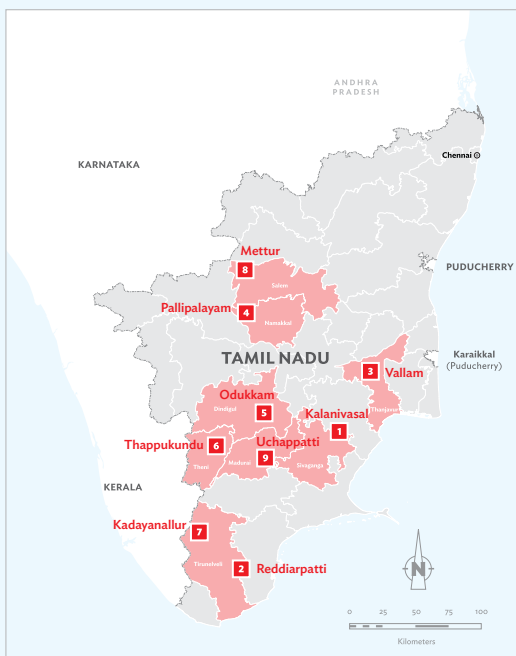 ANDHRA
PRADESH
Chennai
KARNATAKA
Mettur
8
Salem
PUDUCHERRY
Pallipalayam
4
Namakkal
TAMIL NADU
Karaikkal
(Puducherry)
3
Vallam
Odukkam
Dindigul
5
Kalanivasal
Thanjavur
1
Thappukundu
6
Uchappatti
Theni
Madurai
9
Sivaganga
KERALA
Kadayanallur
7
Tirunelveli
2
Reddiarpatti
N
0 25 50 75 100
Kilometers